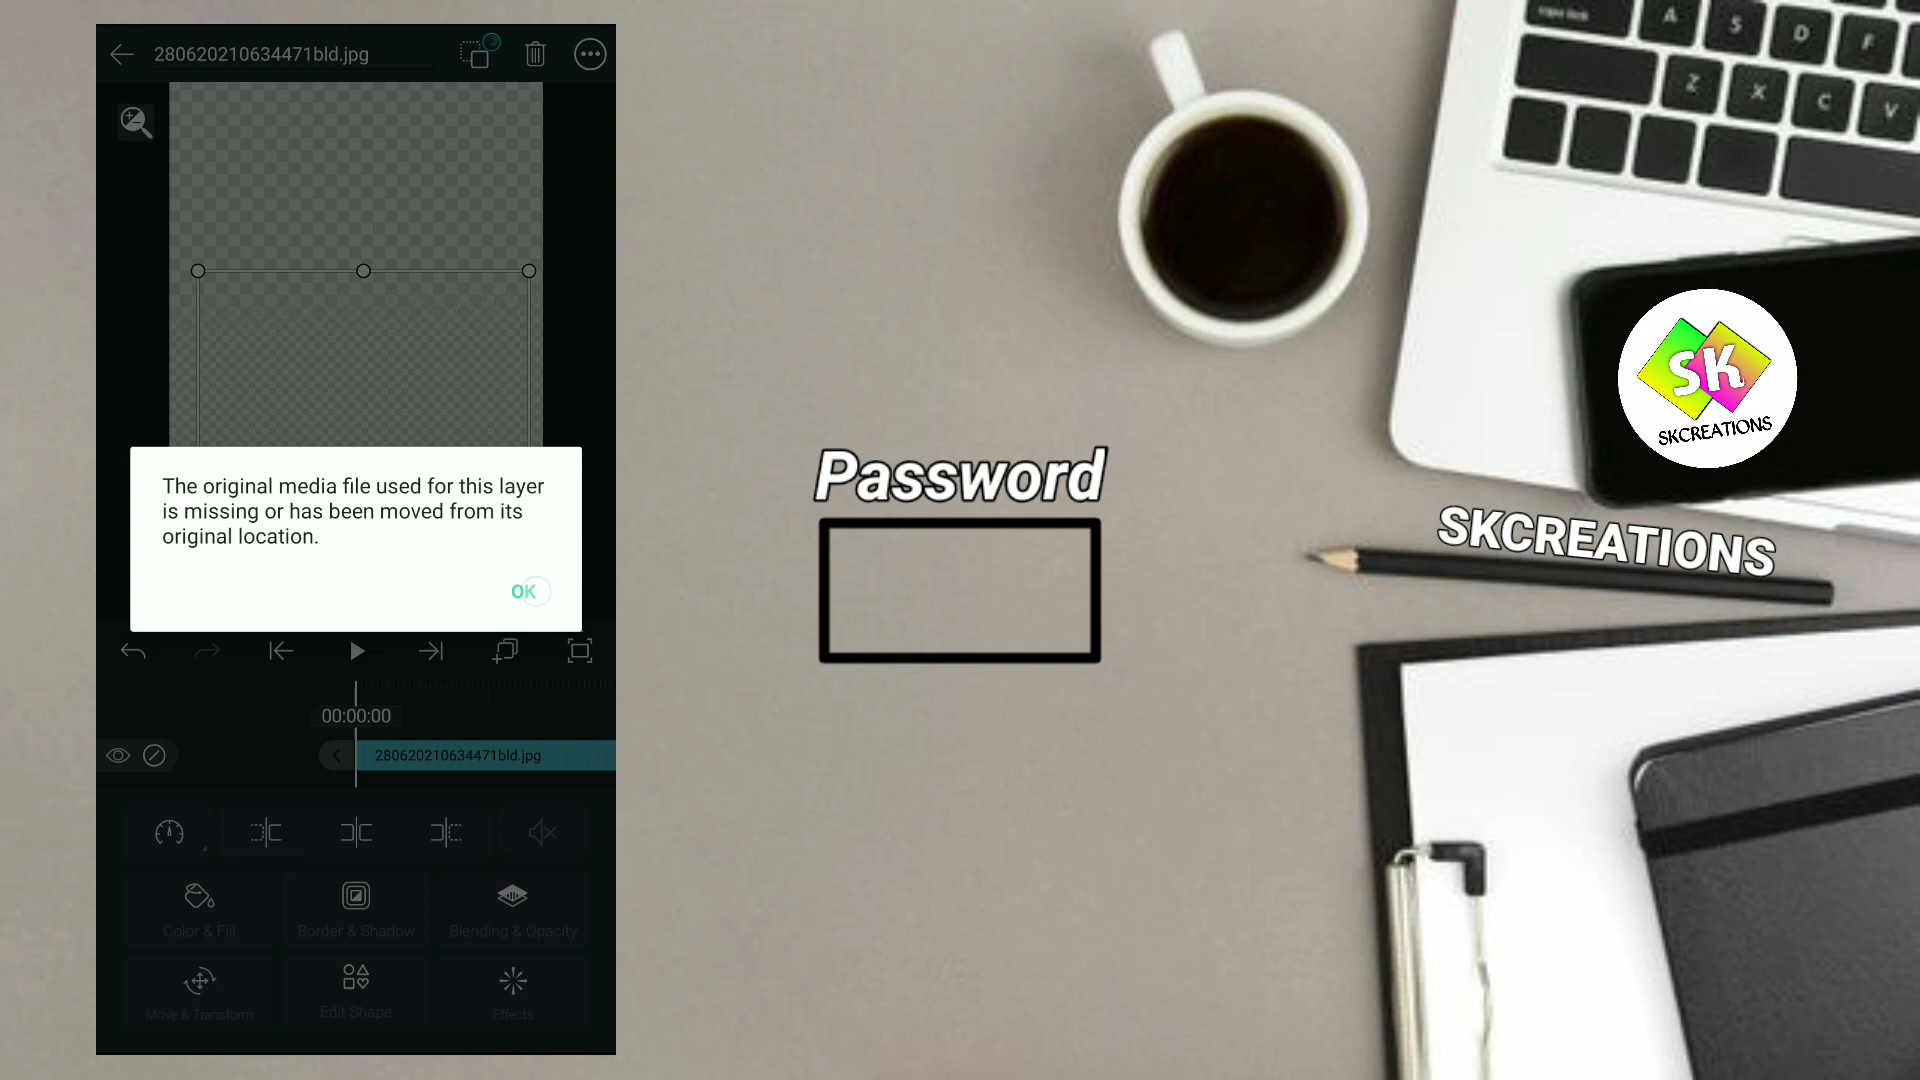 280620210634471bld.jpg
The original media file used for this layer
is missing or has been moved from its
original location.
OK
00:00:00
280620210634471bld.jpg
Color & Fill
Border & Shadow
Blending & Opacity
Move & Transform
Edit Shape
Effects
Password
SK
SKCREATIONS
SKCREATIONS
caps lock
A
S
D
F
Z
X
C
V